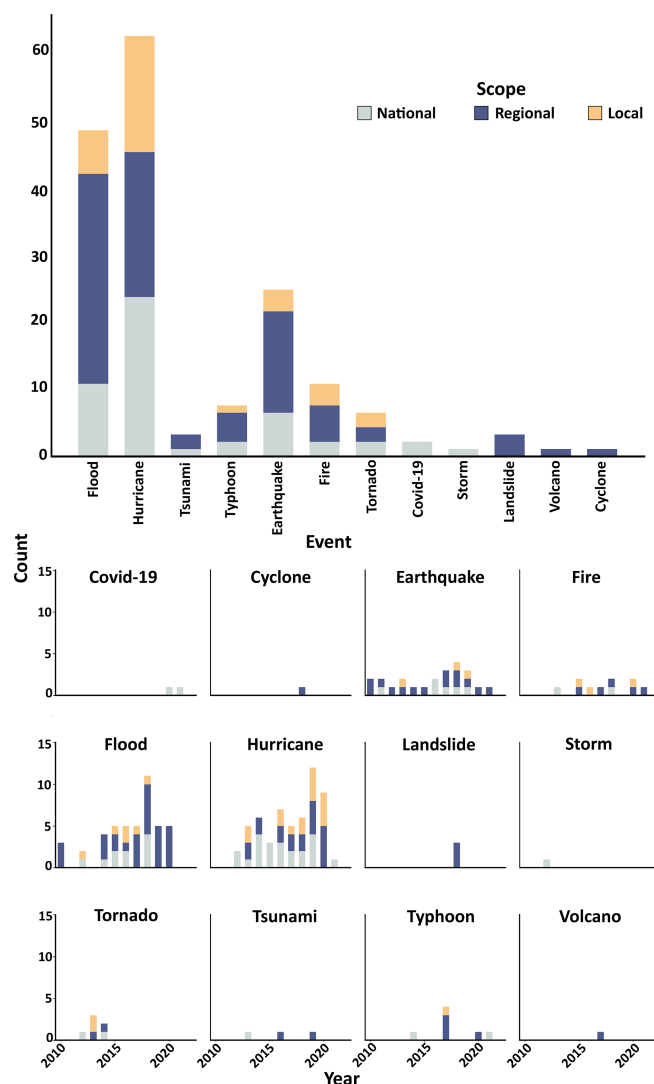 60
50
40
30
20
10
0
Scope
National Regional Local
Flood Hurricane Tsunami Typhoon Earthquake Fire Tornado Covid-19 Storm Landslide Volcano Cyclone
Event
Count
Covid-19 Cyclone Earthquake Fire
15
10
5
0
Flood Hurricane Landslide Storm
15
10
5
0
Tornado Tsunami Typhoon Volcano
15
10
5
0
2010 2015 2020 2010 2015 2020 2010 2015 2020 2010 2015 2020
Year